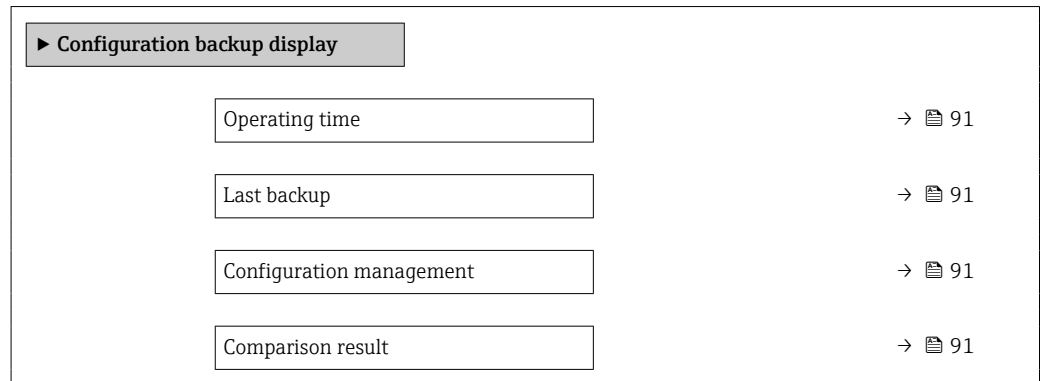 ▶ Configuration backup display
Operating time → 🖹 91
Last backup → 🖹 91
Configuration management → 🖹 91
Comparison result → 🖹 91